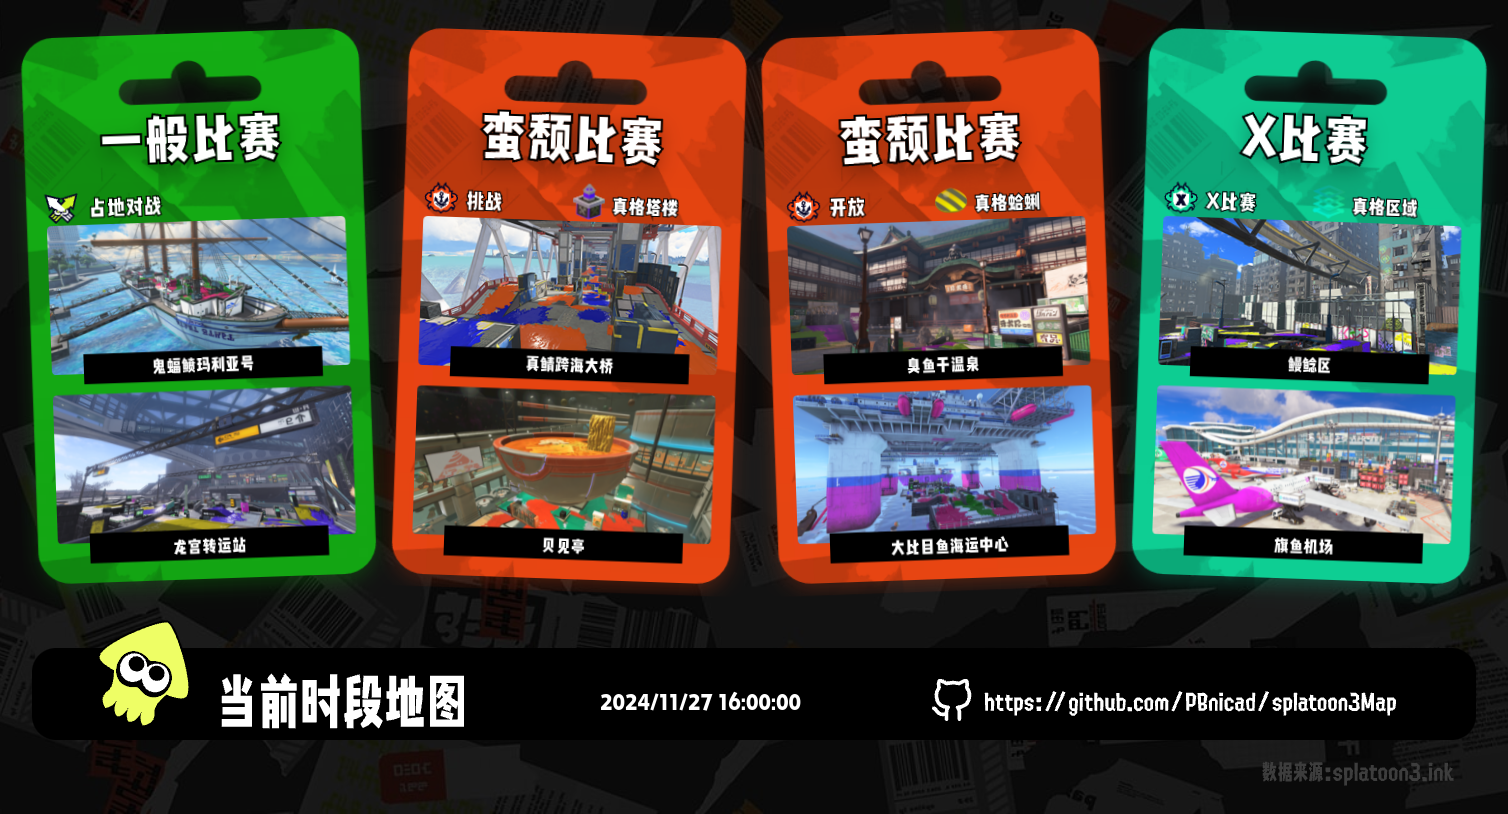 一般比赛
占地对战
鬼蝠鲼玛利亚号
龙宫转运站
蛮颓比赛
挑战
真格塔楼
真鲭跨海大桥
贝见亭
蛮颓比赛
开放
真格蛤蜊
臭鱼干温泉
大比目鱼海运中心
X比赛
X比赛
真格区域
鳗鲶区
旗鱼机场
当前时段地图
2024/11/27 16:00:00
https://github.com/PBnicad/splatoon3Map
数据来源:splatoon3.ink